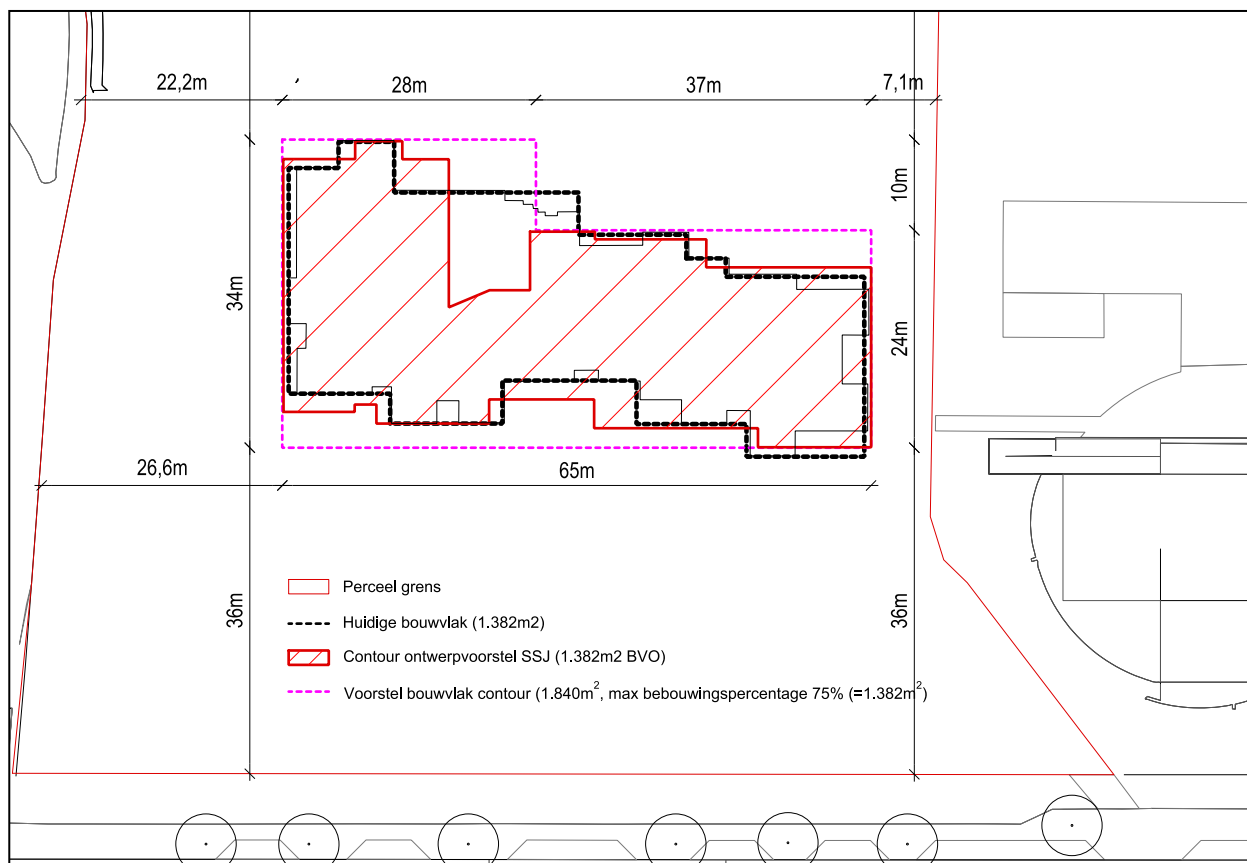 22,2m
28m
37m
7,1m
10m
34m
24m
26,6m
65m
36m
36m
Perceel grens
Huidige bouwvlak (1.382m2)
Contour ontwerpvoorstel SSJ (1.382m2 BVO)
Voorstel bouwvlak contour (1.840m², max bebouwingspercentage 75% (=1.382m²)